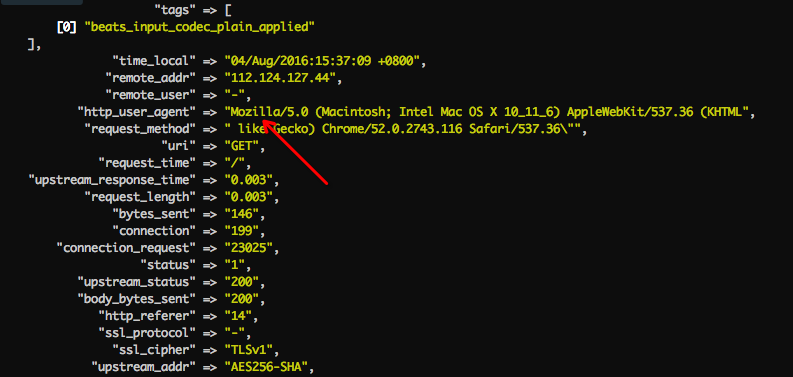 "tags" => [
[0] "beats_input_codec_plain_applied"
],
"time_local" => "04/Aug/2016:15:37:09 +0800",
"remote_addr" => "112.124.127.44",
"remote_user" => "-",
"http_user_agent" => "Mozilla/5.0 (Macintosh; Intel Mac OS X 10_11_6) AppleWebKit/537.36 (KHTML",
"request_method" => " like Gecko) Chrome/52.0.2743.116 Safari/537.36\"",
"uri" => "GET",
"request_time" => "/",
"upstream_response_time" => "0.003",
"request_length" => "0.003",
"bytes_sent" => "146",
"connection" => "199",
"connection_request" => "23025",
"status" => "1",
"upstream_status" => "200",
"body_bytes_sent" => "200",
"http_referer" => "14",
"ssl_protocol" => "-",
"ssl_cipher" => "TLSv1",
"upstream_addr" => "AES256-SHA",